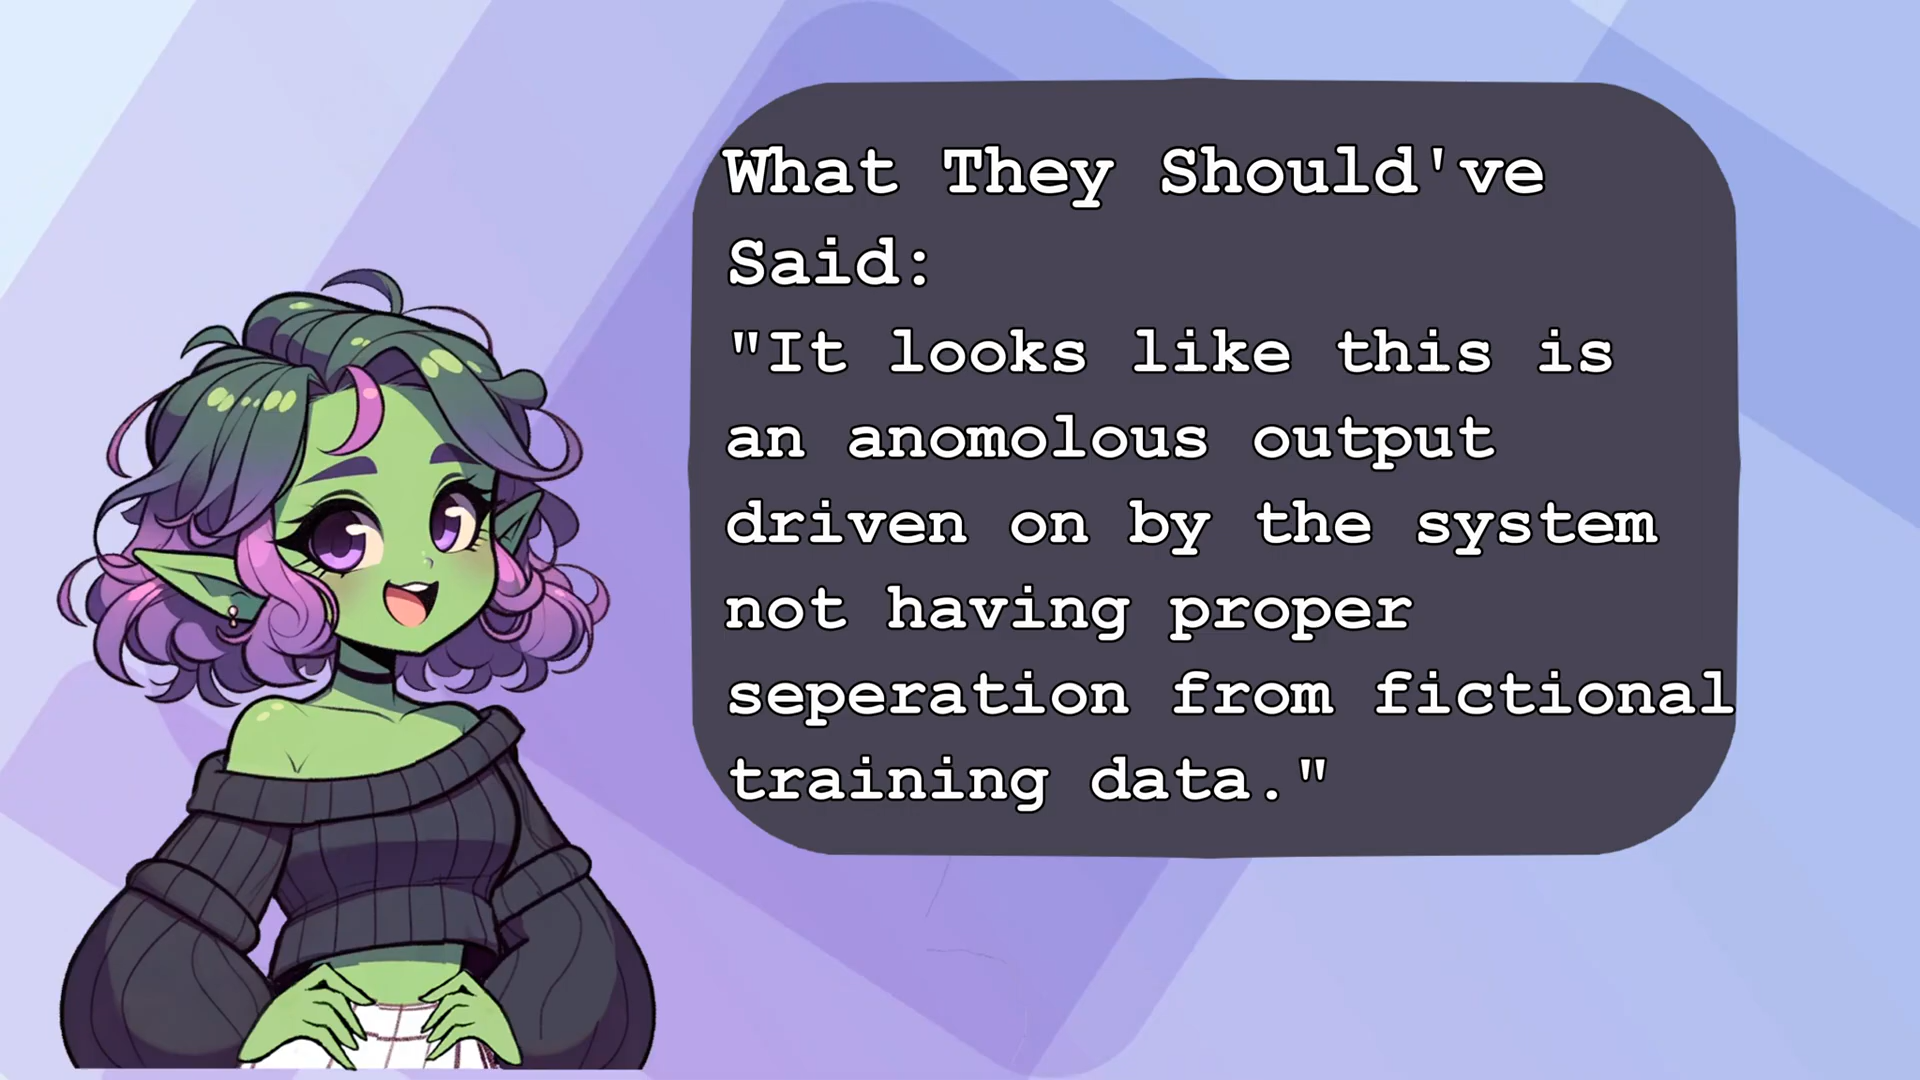 What They Should've
Said:
"It looks like this is
an anomolous output
driven on by the system
not having proper
seperation from fictional
training data."